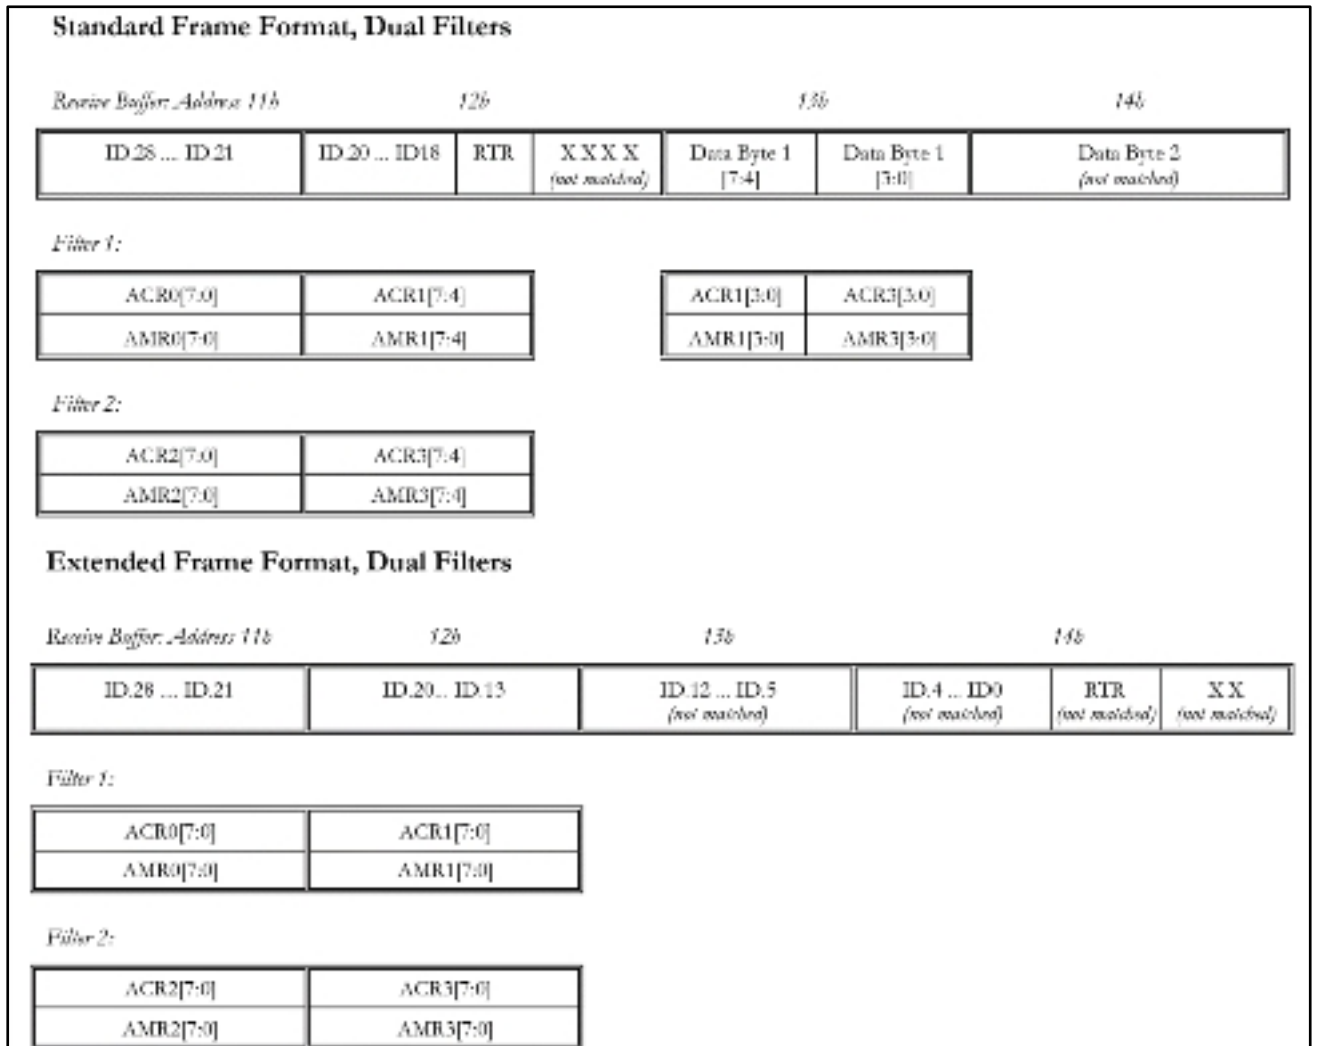 Standard Frame Format, Dual Filters
Receive Buffer: Address 11h 12h 13h 14h
ID.28 ... ID.21 ID.20 ... ID18 RTR X X X X Data Byte 1 Data Byte 1 Data Byte 2
(not matched) [7:4] [3:0] (not matched)
Filter 1:
ACR0[7:0] ACR1[7:4] ACR1[3:0] ACR3[3:0]
AMR0[7:0] AMR1[7:4] AMR1[3:0] AMR3[3:0]
Filter 2:
ACR2[7:0] ACR3[7:4]
AMR2[7:0] AMR3[7:4]
Extended Frame Format, Dual Filters
Receive Buffer: Address 11h 12h 13h 14h
ID.28 ... ID.21 ID.20... ID.13 ID.12 ... ID.5 ID.4 ... ID0 RTR X X
(not matched) (not matched) (not matched) (not matched)
Filter 1:
ACR0[7:0] ACR1[7:0]
AMR0[7:0] AMR1[7:0]
Filter 2:
ACR2[7:0] ACR3[7:0]
AMR2[7:0] AMR3[7:0]